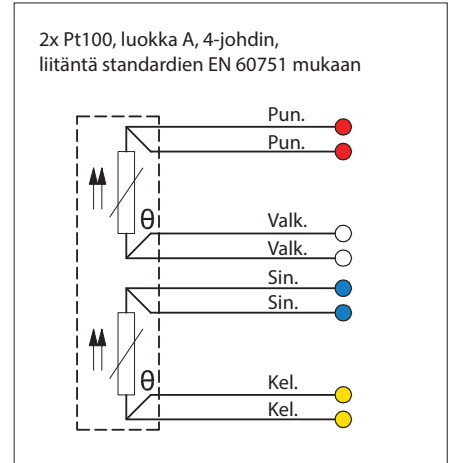 2x Pt100, luokka A, 4-johdin,
liitäntä standardien EN 60751 mukaan
Pun.
Pun.
θ
Valk.
Valk.
Sin.
Sin.
θ
Kel.
Kel.